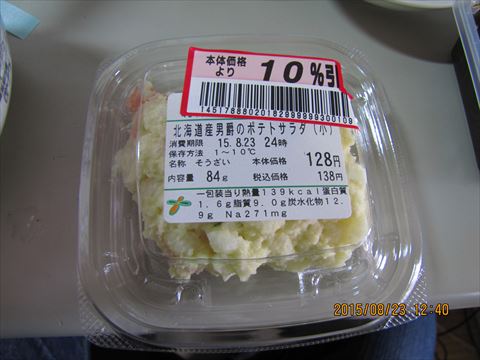 本体価格
より
10%引
1451788802018299999300109
北海道産男爵のポテトサラダ（小）
消費期限 15.8.23 24時
保存方法 1～10℃
名称 そうざい 本体価格 128円
内容量 84g 税込価格 138円
一包装当り熱量139kcal蛋白質
1.6g脂質9.0g炭水化物12.
9g Na271mg
2015/08/23 12:40